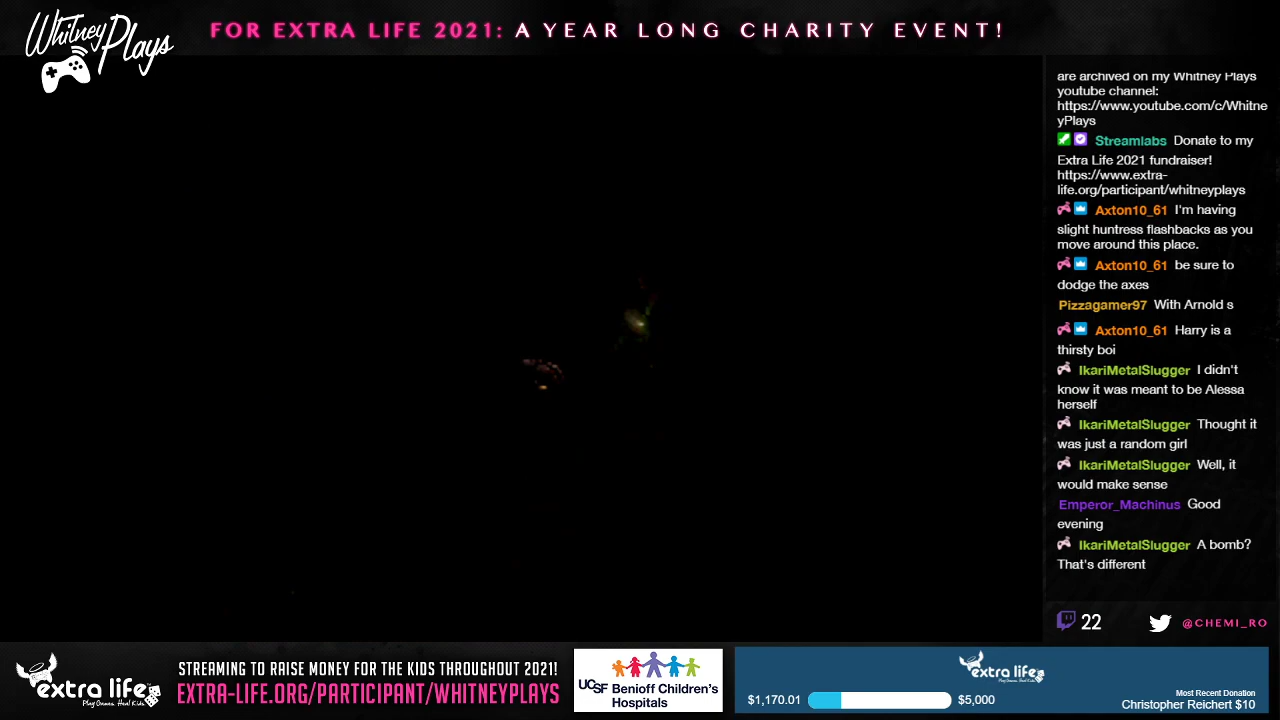 Whitney Plays
FOR EXTRA LIFE 2021: A YEAR LONG CHARITY EVENT!
are archived on my Whitney Plays
youtube channel:
https://www.youtube.com/c/Whitne
yPlays
Streamlabs Donate to my
Extra Life 2021 fundraiser!
https://www.extra-
life.org/participant/whitneyplays
Axton10_61 I'm having
slight huntress flashbacks as you
move around this place.
Axton10_61 be sure to
dodge the axes
Pizzagamer97 With Arnold s
Axton10_61 Harry is a
thirsty boi
IkariMetalSlugger I didn't
know it was meant to be Alessa
herself
IkariMetalSlugger Thought it
was just a random girl
IkariMetalSlugger Well, it
would make sense
Emperor_Machinus Good
evening
IkariMetalSlugger A bomb?
That's different
22
@CHEMI_RO
extra life
Play Games. Heal Kids.
STREAMING TO RAISE MONEY FOR THE KIDS THROUGHOUT 2021!
EXTRA-LIFE.ORG/PARTICIPANT/WHITNEYPLAYS
UCSF Benioff Children's
Hospitals
extra life
$1,170.01
$5,000
Most Recent Donation
Christopher Reichert $10